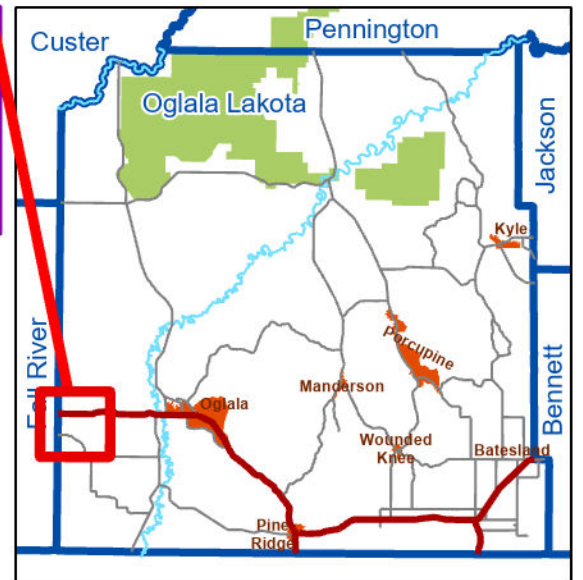 Custer
Pennington
Oglala Lakota
Jackson
Kyle
Porcupine
Fall River
Oglala
Manderson
Bennett
Wounded
Knee
Batesland
Pine
Ridge